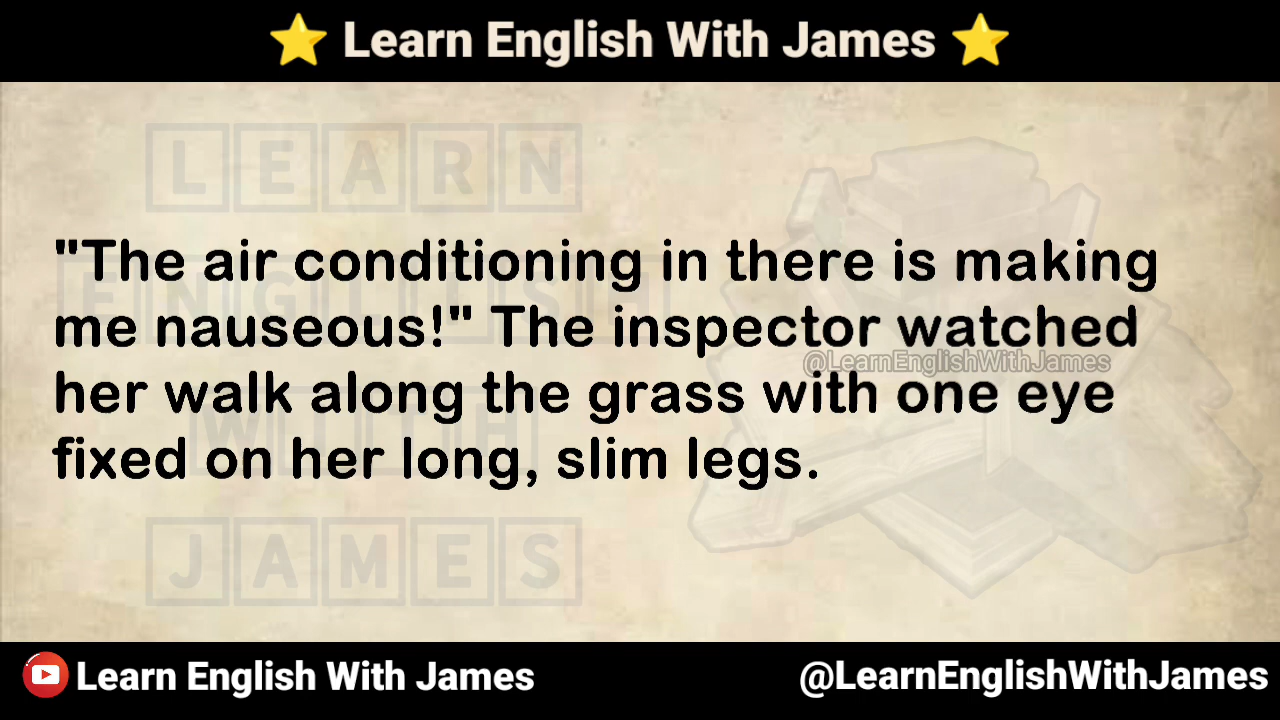 ⭐ Learn English With James ⭐
LEARN
ENGLISH
"The air conditioning in there is making
me nauseous!" The inspector watched
@LearnEnglishWithJames
her walk along the grass with one eye
WITH
fixed on her long, slim legs.
JAMES
Learn English With James
@LearnEnglishWithJames